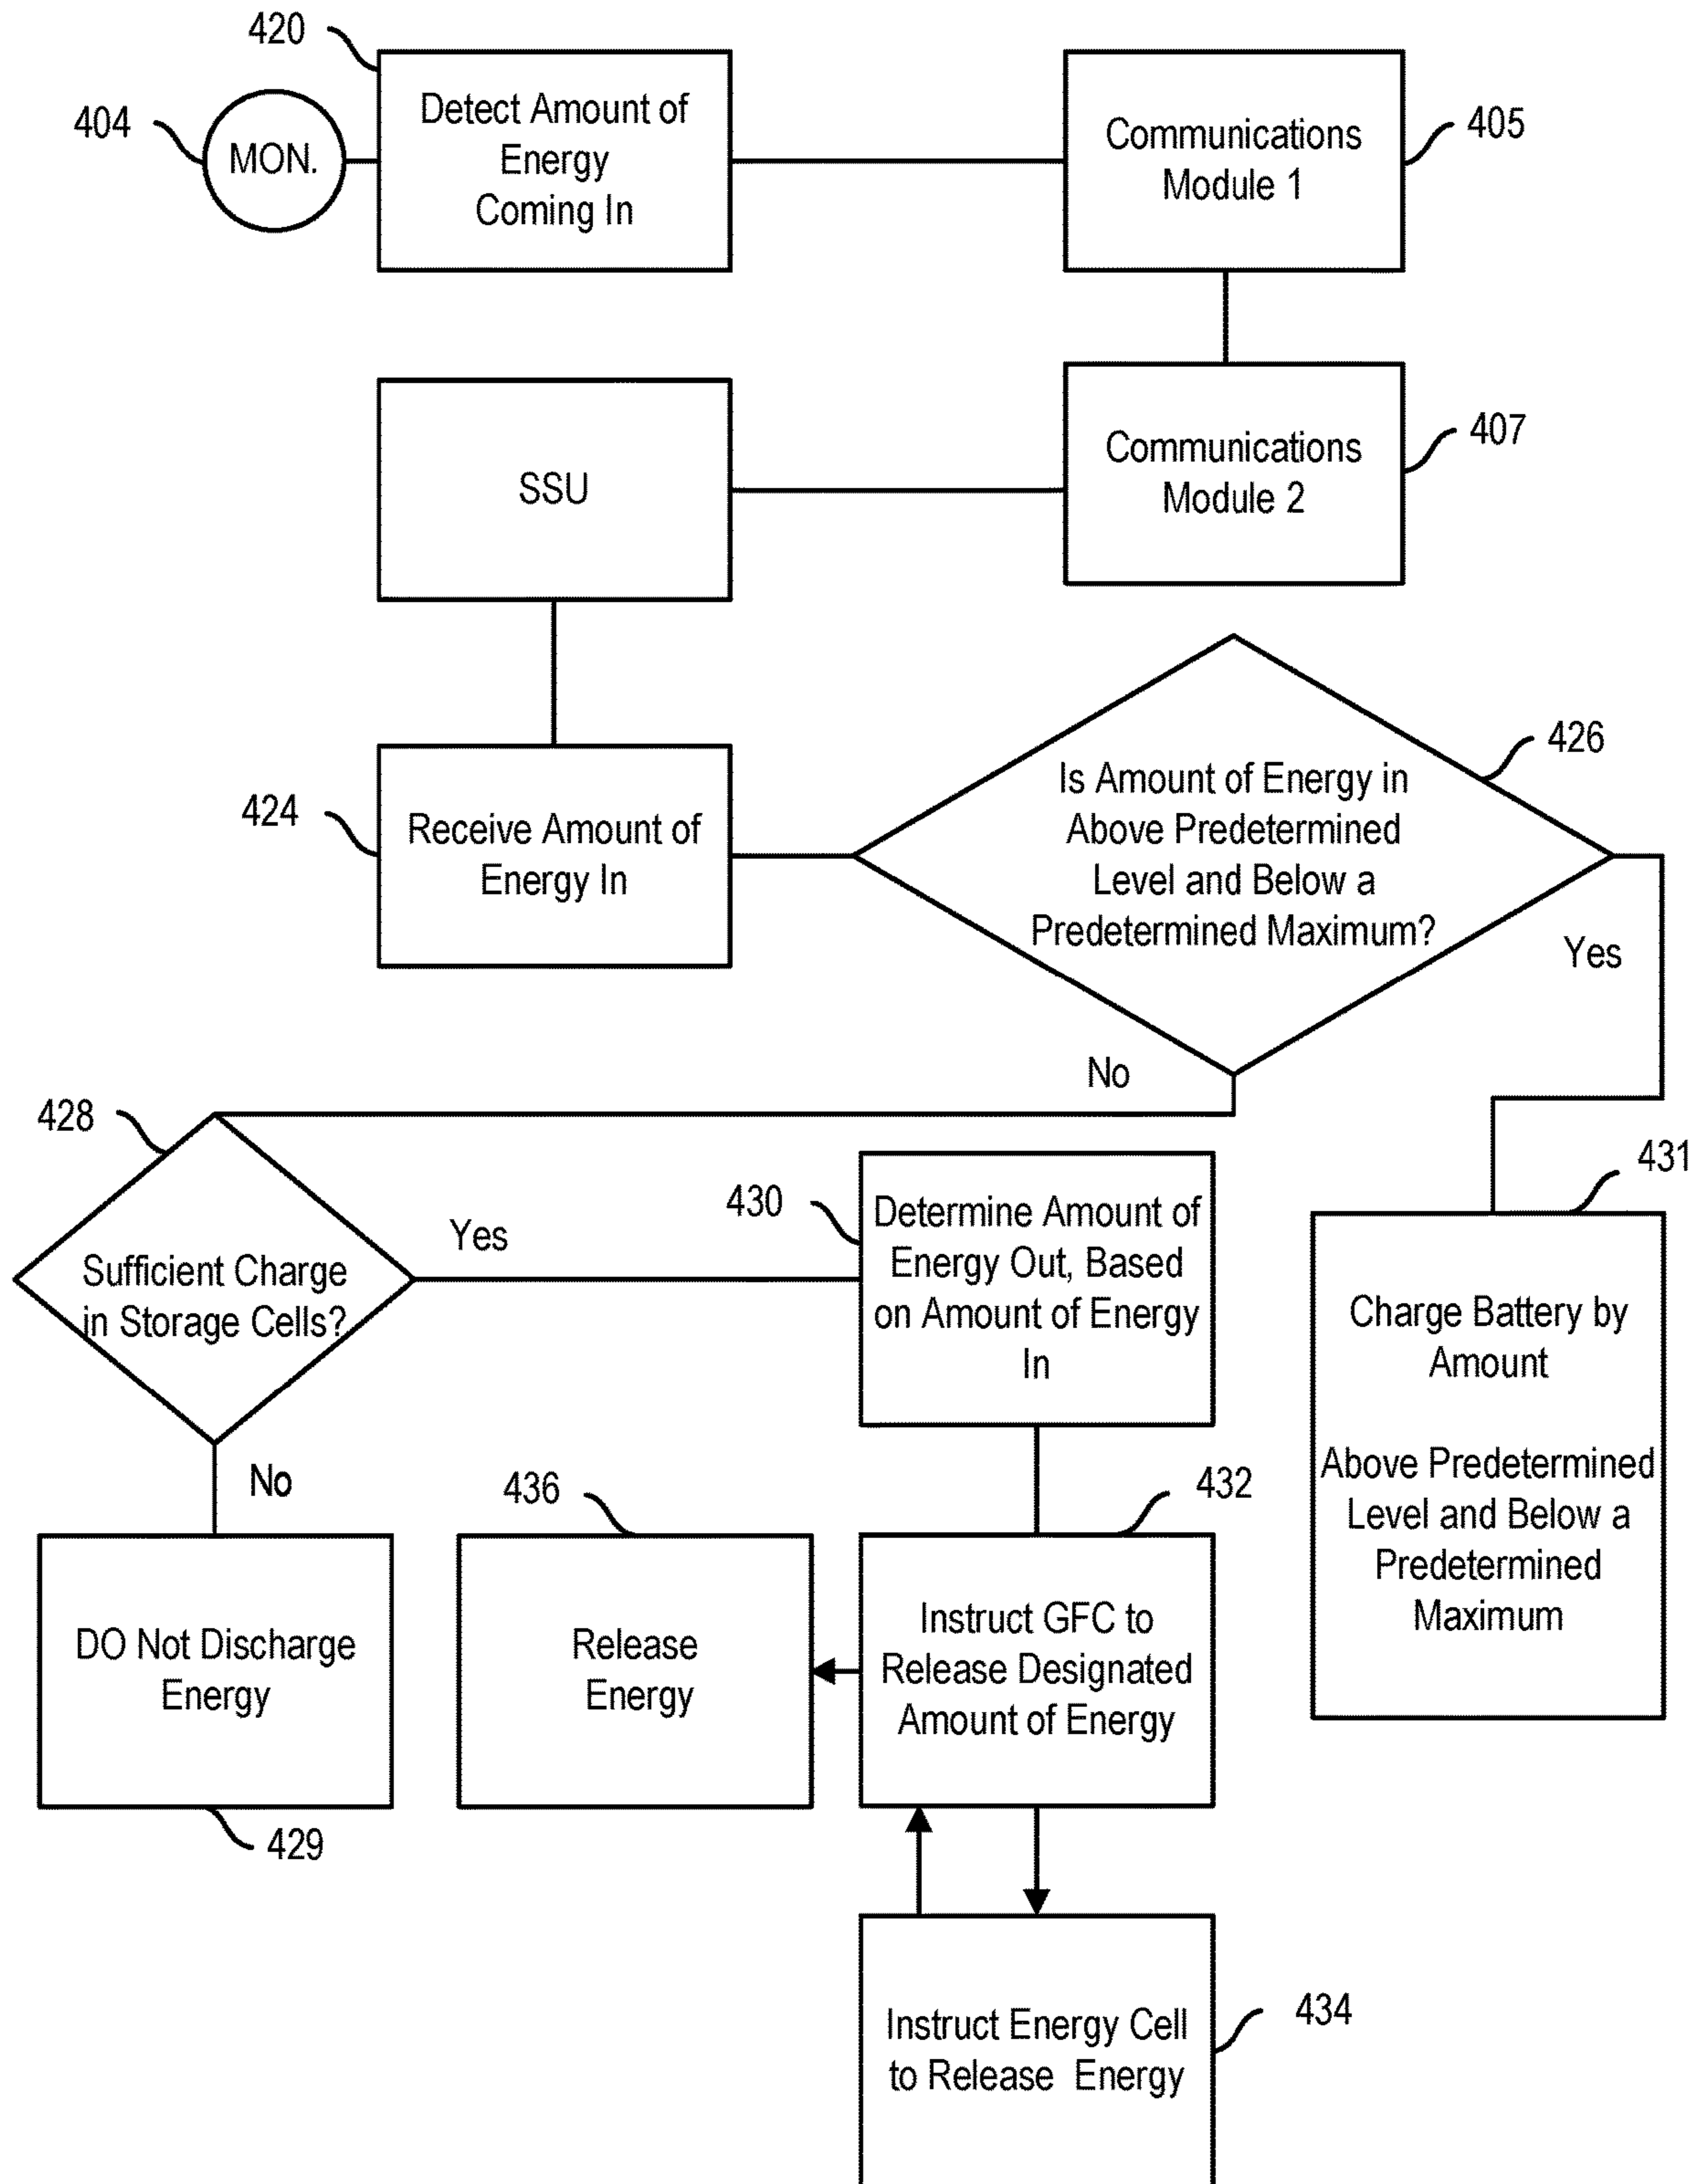 420
404
MON.
Detect Amount of
Energy
Coming In
Communications
Module 1
405
SSU
Communications
Module 2
407
424
Receive Amount of
Energy In
Is Amount of Energy in
Above Predetermined
Level and Below a
Predetermined Maximum?
426
Yes
No
428
Sufficient Charge
in Storage Cells?
Yes
430
Determine Amount of
Energy Out, Based
on Amount of Energy
In
431
Charge Battery by
Amount
Above Predetermined
Level and Below a
Predetermined
Maximum
No
436
432
DO Not Discharge
Energy
429
Release
Energy
Instruct GFC to
Release Designated
Amount of Energy
Instruct Energy Cell
to Release Energy
434